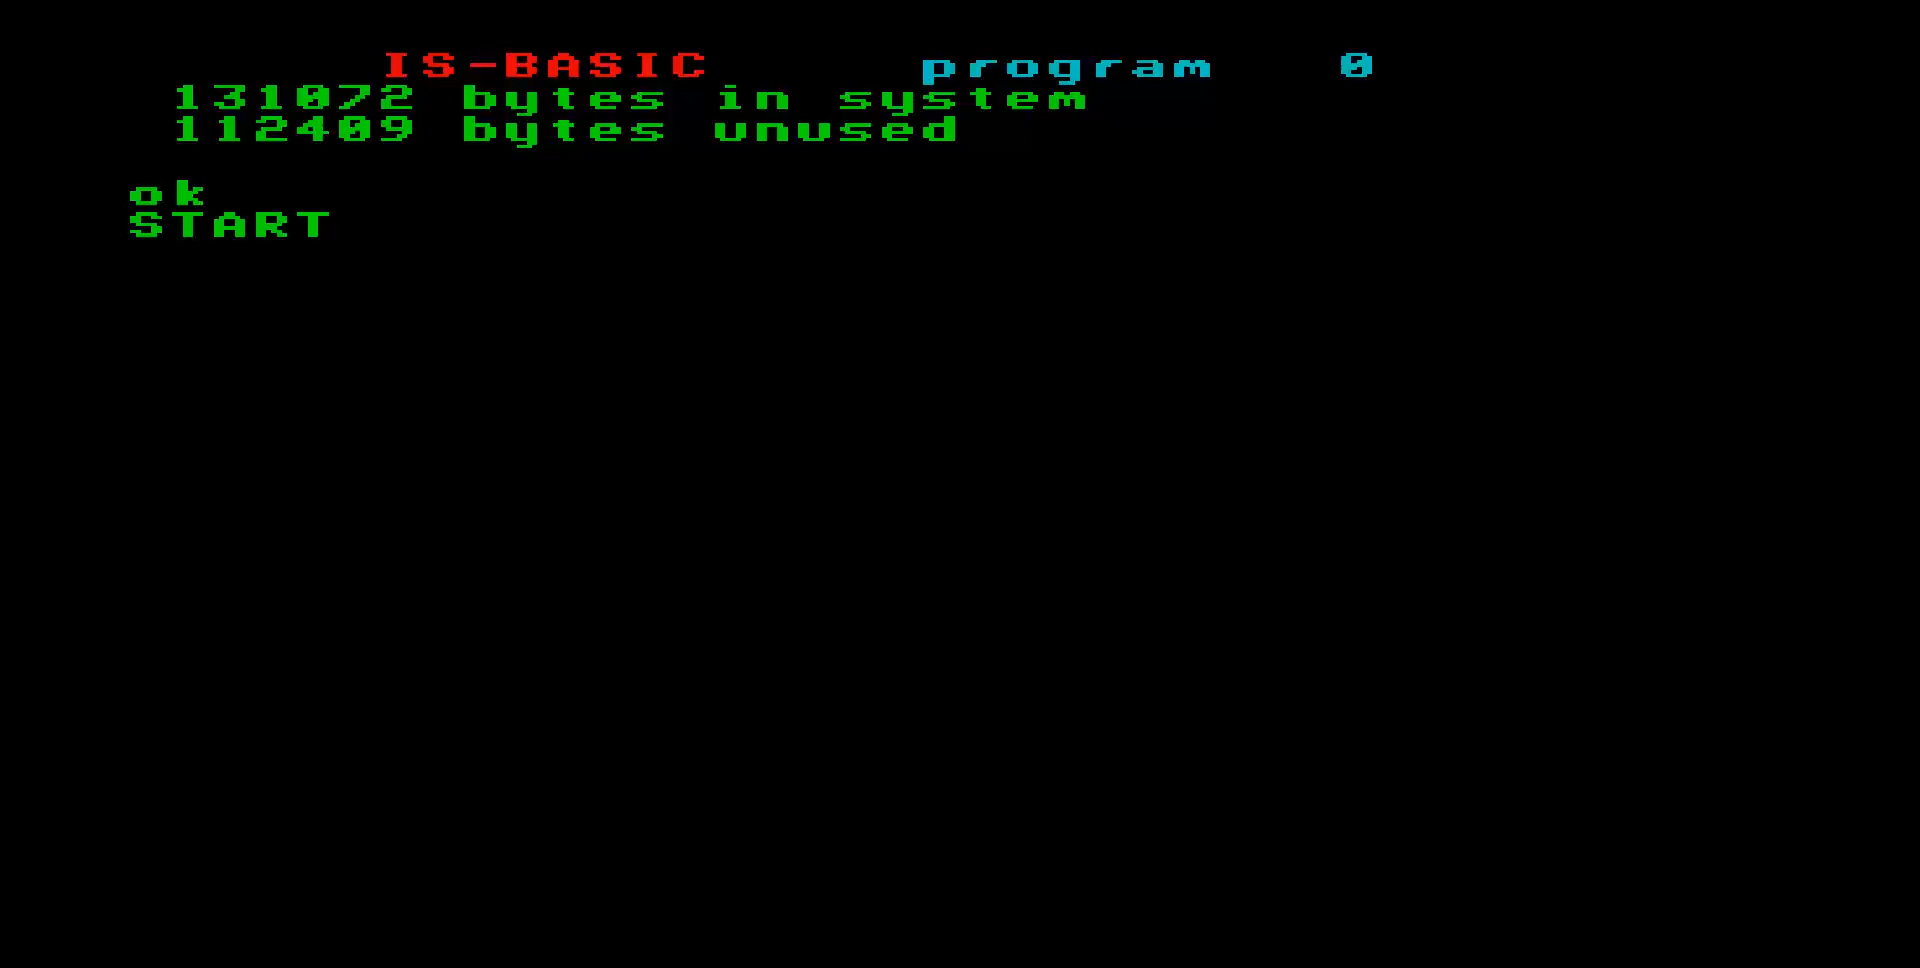 IS-BASIC program 0
131072 bytes in system
112409 bytes unused
ok
START